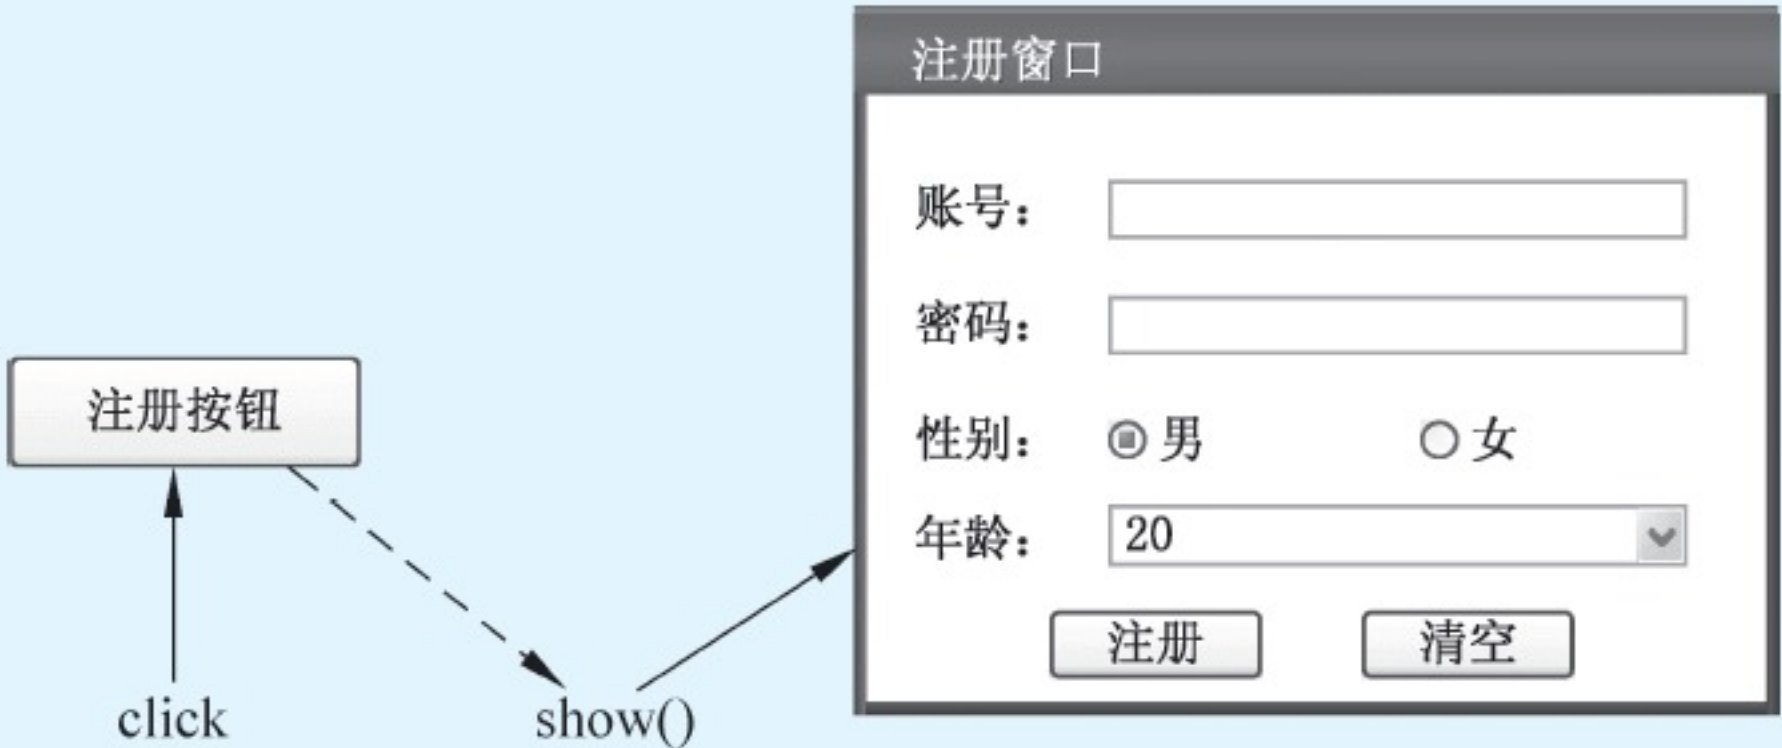 注册窗口
账号：
密码：
注册按钮
性别： 男 女
年龄： 20
注册 清空
click
show()